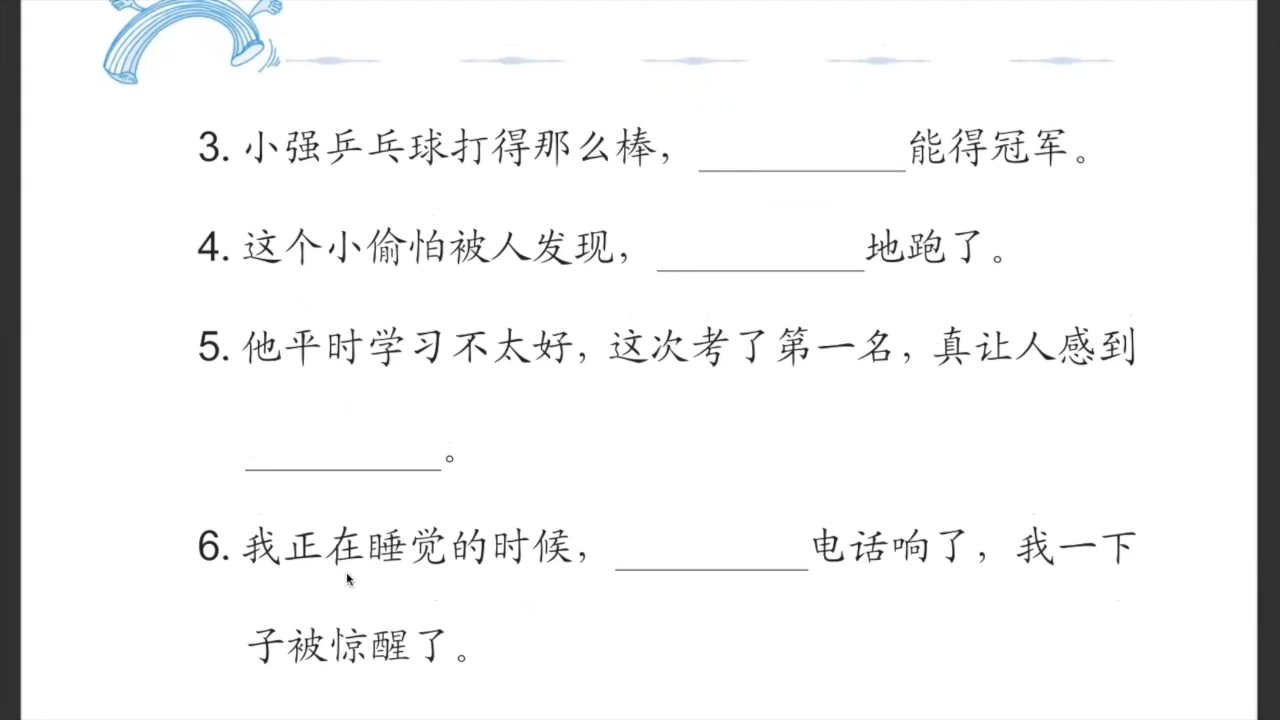 3. 小强乒乓球打得那么棒，__________能得冠军。
4. 这个小偷怕被人发现，__________地跑了。
5. 他平时学习不太好，这次考了第一名，真让人感到
__________。
6. 我正在睡觉的时候，__________电话响了，我一下
子被惊醒了。